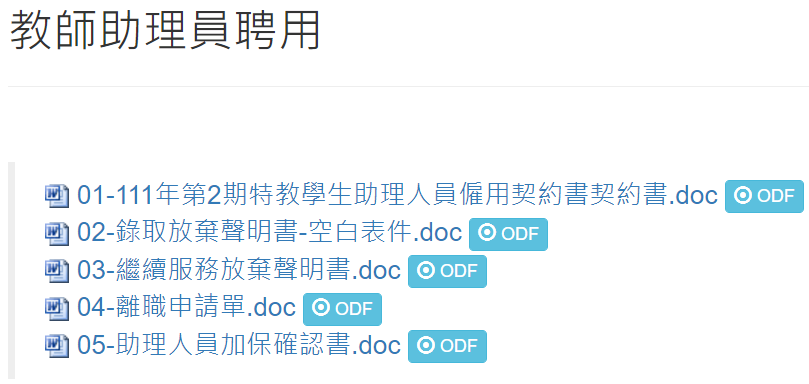 教師助理員聘用
01-111年第2期特教學生助理人員僱用契約書契約書.doc ODF
02-錄取放棄聲明書-空白表件.doc ODF
03-繼續服務放棄聲明書.doc ODF
04-離職申請單.doc ODF
05-助理人員加保確認書.doc ODF